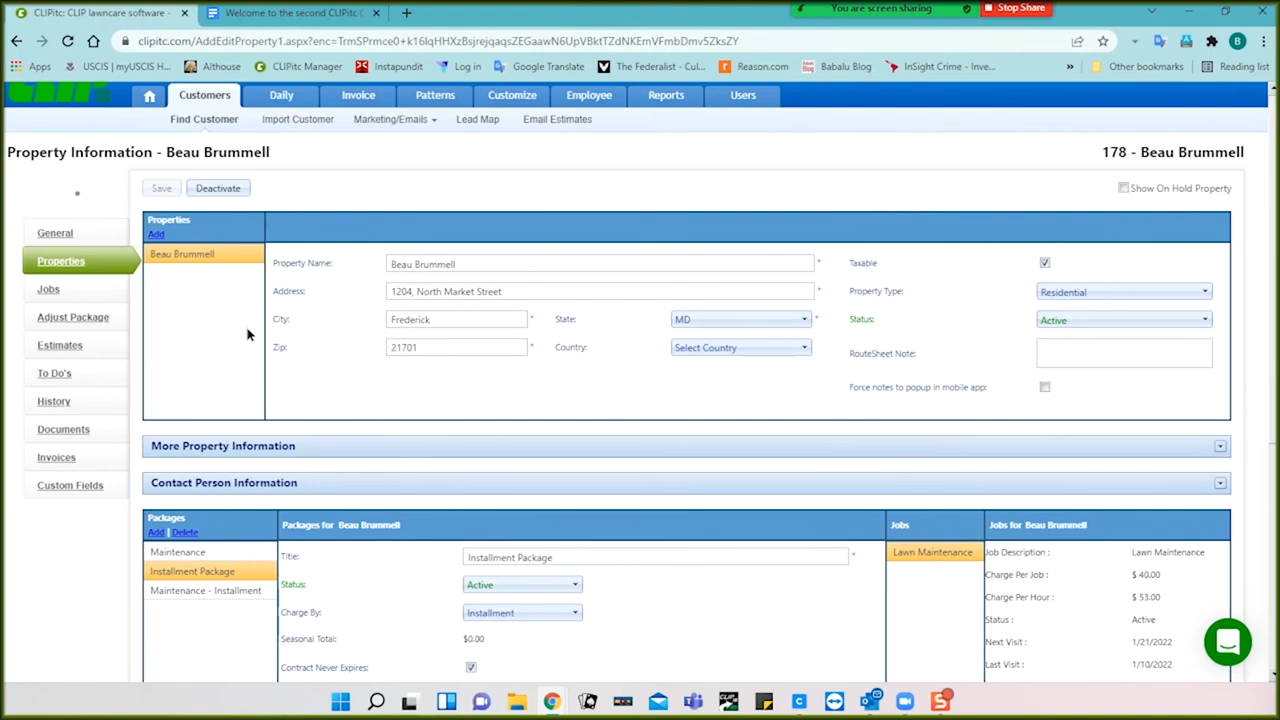 CLIPitc: CLIP lawncare software - × Welcome to the second CLIPitc C × +
You are screen sharing Stop Share
clipitc.com/AddEditProperty1.aspx?enc=TrmSPrmce0+k16lqHHXzBsjrejqaqsZEGaawN6UpVBktTZdNKEmVFmbDmv5ZksZY B
Apps USCIS | myUSCIS H... Althouse CLIPitc Manager Instapundit Log in Google Translate The Federalist - Cul... Reason.com Babalu Blog InSight Crime - Inve... » Other bookmarks Reading list
Customers Daily Invoice Patterns Customize Employee Reports Users
Find Customer Import Customer Marketing/Emails Lead Map Email Estimates
Property Information - Beau Brummell 178 - Beau Brummell
Save Deactivate Show On Hold Property
General
Properties
Jobs
Adjust Package
Estimates
To Do's
History
Documents
Invoices
Custom Fields
Properties
Add
Beau Brummell
Property Name: Beau Brummell * Taxable
Address: 1204, North Market Street * Property Type: Residential
City: Frederick * State: MD * Status: Active
Zip: 21701 * Country: Select Country RouteSheet Note:
Force notes to popup in mobile app:
More Property Information
Contact Person Information
Packages
Add | Delete
Maintenance
Installment Package
Maintenance - Installment
Packages for Beau Brummell
Title: Installment Package *
Status: Active
Charge By: Installment
Seasonal Total: $0.00
Contract Never Expires:
Jobs
Lawn Maintenance
Jobs for Beau Brummell
Job Description : Lawn Maintenance
Charge Per Job : $ 40.00
Charge Per Hour : $ 53.00
Status : Active
Next Visit : 1/21/2022
Last Visit : 1/10/2022